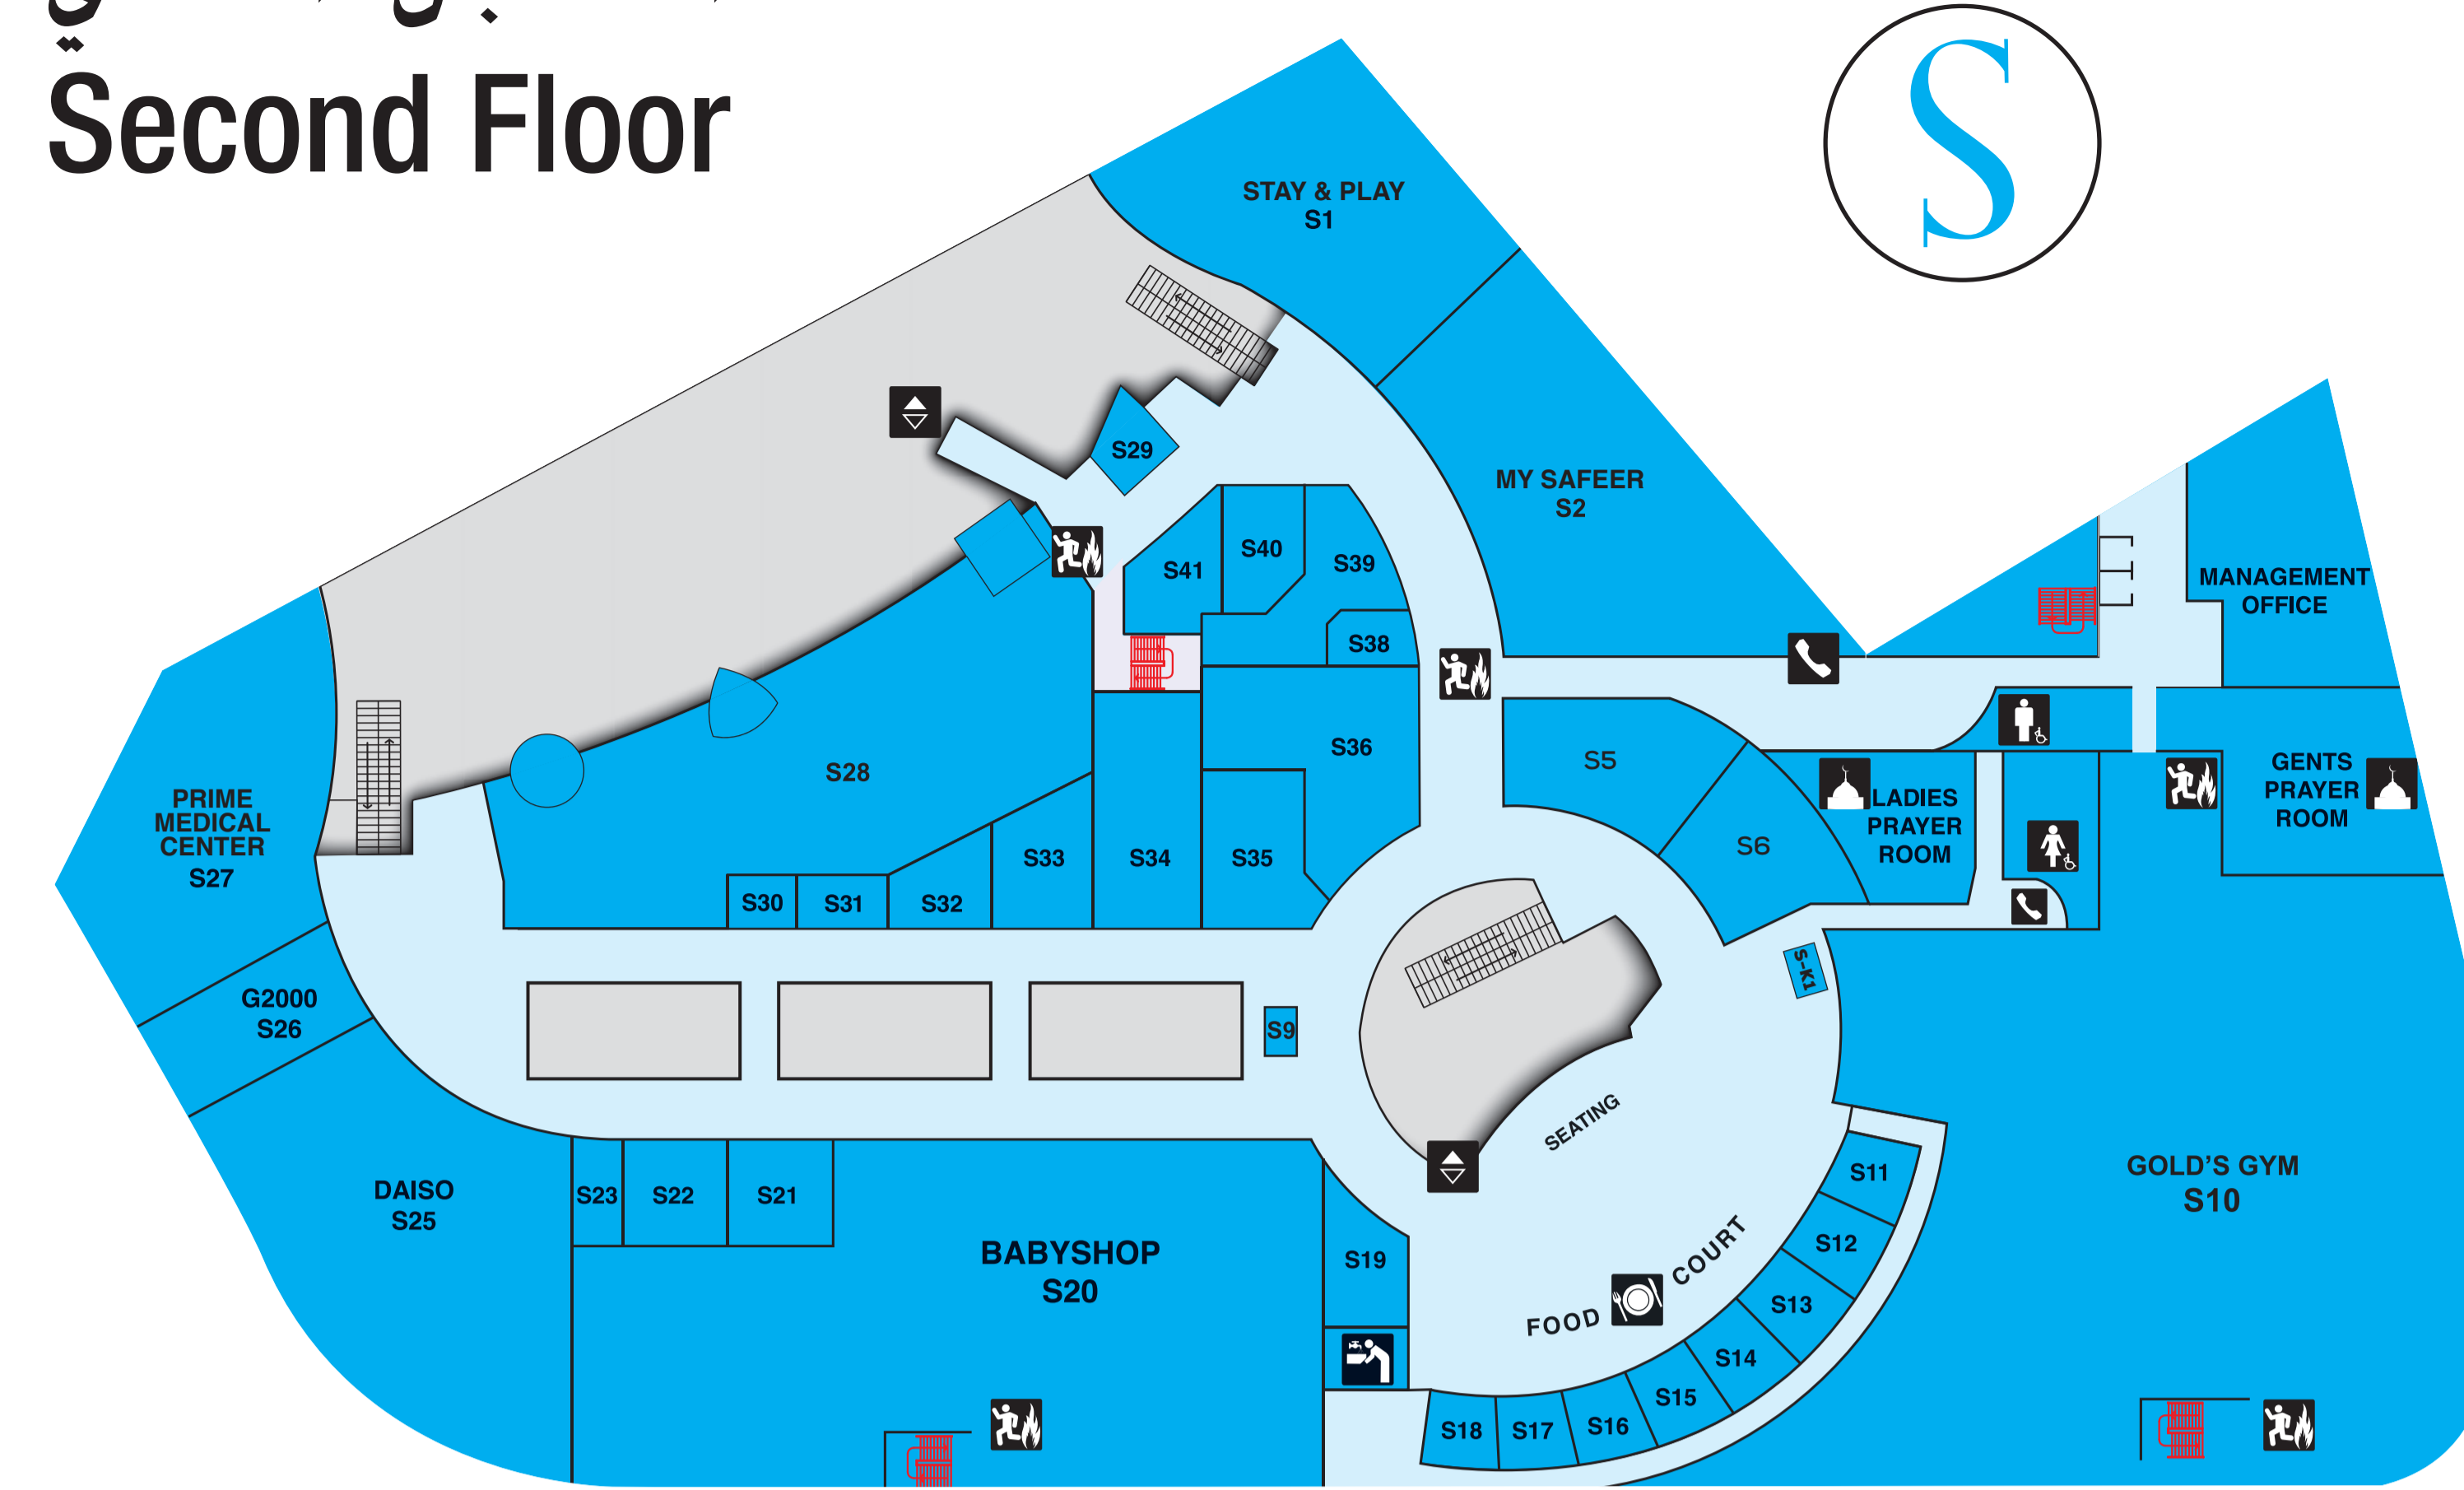 Second Floor
S
STAY & PLAY
S1
MY SAFEER
S2
S29
S41
S40
S39
S38
MANAGEMENT
OFFICE
S36
S28
S5
S6
LADIES
PRAYER
ROOM
GENTS
PRAYER
ROOM
PRIME
MEDICAL
CENTER
S27
S30
S31
S32
S33
S34
S35
S-K1
G2000
S26
S9
SEATING
DAISO
S25
S23
S22
S21
BABYSHOP
S20
S19
FOOD COURT
S11
S12
S13
S14
S15
S16
S17
S18
GOLD'S GYM
S10